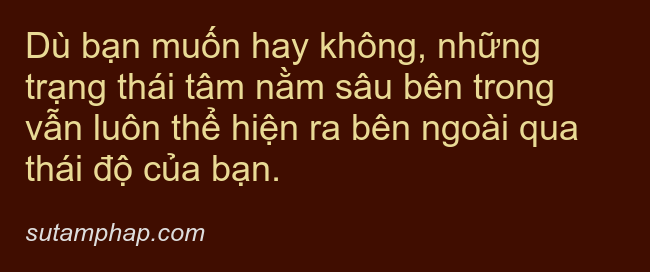 Dù bạn muốn hay không, những
trạng thái tâm nằm sâu bên trong
vẫn luôn thể hiện ra bên ngoài qua
thái độ của bạn.
sutamphap.com